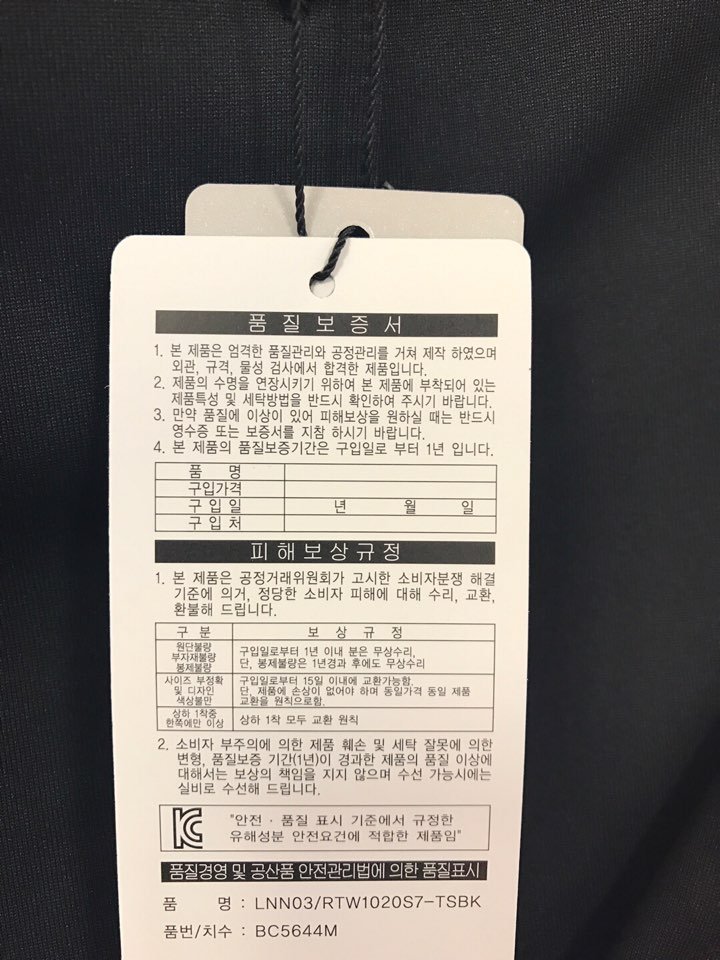 품질보증서
1. 본 제품은 엄격한 품질관리와 공정관리를 거쳐 제작 하였으며
외관, 규격, 물성 검사에서 합격한 제품입니다.
2. 제품의 수명을 연장시키기 위하여 본 제품에 부착되어 있는
제품특성 및 세탁방법을 반드시 확인하여 주시기 바랍니다.
3. 만약 품질에 이상이 있어 피해보상을 원하실 때는 반드시
영수증 또는 보증서를 지참 하시기 바랍니다.
4. 본 제품의 품질보증기간은 구입일로 부터 1년 입니다.
품 명
구입가격
구 입 일 년 월 일
구 입 처
피해보상규정
1. 본 제품은 공정거래위원회가 고시한 소비자분쟁 해결
기준에 의거, 정당한 소비자 피해에 대해 수리, 교환,
환불해 드립니다.
구 분 보 상 규 정
원단불량
부자재불량
봉제불량
구입일로부터 1년 이내 분은 무상수리,
단, 봉제불량은 1년경과 후에도 무상수리
사이즈 부정확
및 디자인
색상불만
구입일로부터 15일 이내에 교환가능함.
단, 제품에 손상이 없어야 하며 동일가격 동일 제품
교환을 원칙으로함.
상하 1착중
한쪽에만 이상
상하 1착 모두 교환 원칙
2. 소비자 부주의에 의한 제품 훼손 및 세탁 잘못에 의한
변형, 품질보증 기간(1년)이 경과한 제품의 품질 이상에
대해서는 보상의 책임을 지지 않으며 수선 가능시에는
실비로 수선해 드립니다.
KC
"안전 · 품질 표시 기준에서 규정한
유해성분 안전요건에 적합한 제품임"
품질경영 및 공산품 안전관리법에 의한 품질표시
품 명 : LNN03/RTW1020S7-TSBK
품번/치수 : BC5644M